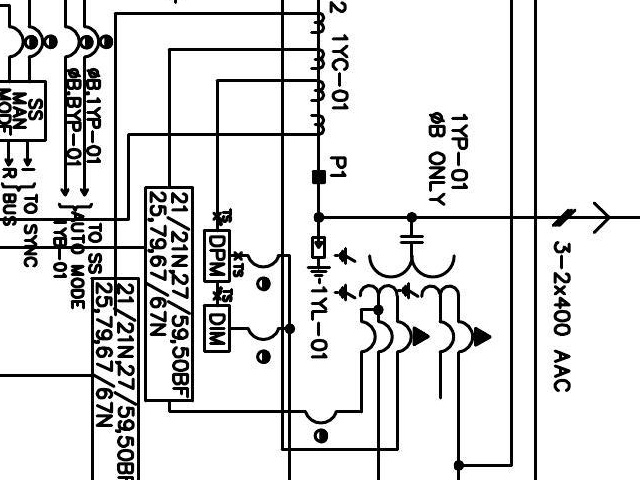 2
1YC-01
P1
1YP-01
ØB ONLY
3-2x400 AAC
1YL-01
TS
DPM
TS
TS
DIM
21/21N,27/59,50BF
25,79,67/67N
21/21N,27/59,50BF
25,79,67/67N
ØB,1YP-01
ØB,BYP-01
TO SS
AUTO MODE
1YB-01
SS
MAN
MODE
I
R
TO SYNC
BUS